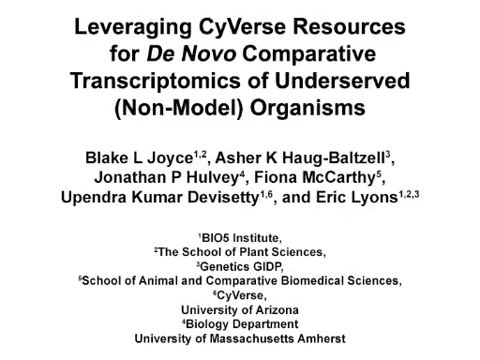 Leveraging CyVerse Resources
for De Novo Comparative
Transcriptomics of Underserved
(Non-Model) Organisms
Blake L Joyce1,2, Asher K Haug-Baltzell3,
Jonathan P Hulvey4, Fiona McCarthy5,
Upendra Kumar Devisetty1,6, and Eric Lyons1,2,3
1BIO5 Institute,
2The School of Plant Sciences,
3Genetics GIDP,
5School of Animal and Comparative Biomedical Sciences,
6CyVerse,
University of Arizona
4Biology Department
University of Massachusetts Amherst